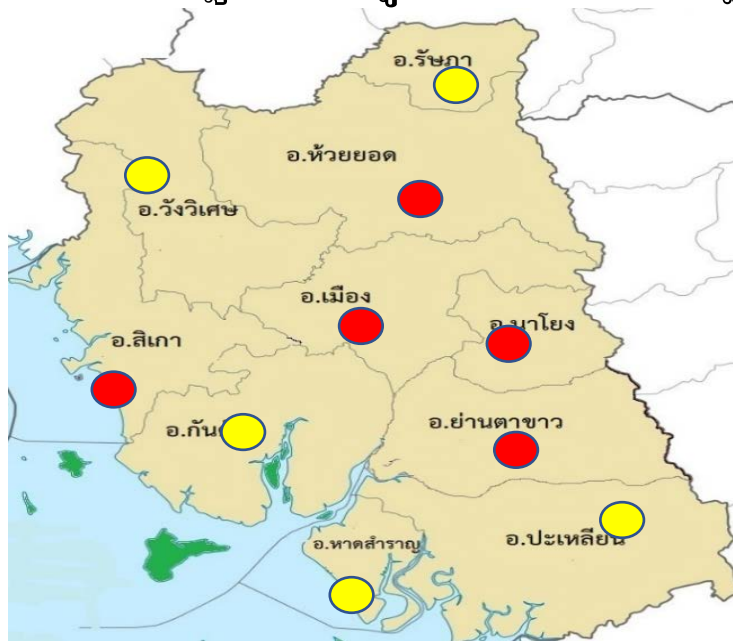 อ.รัษฎา
อ.ห้วยยอด
อ.วังวิเศษ
อ.เมือง
อ.นาโยง
อ.สิเกา
อ.ย่านตาขาว
อ.ปะเหลียน
อ.หาดสำราญ